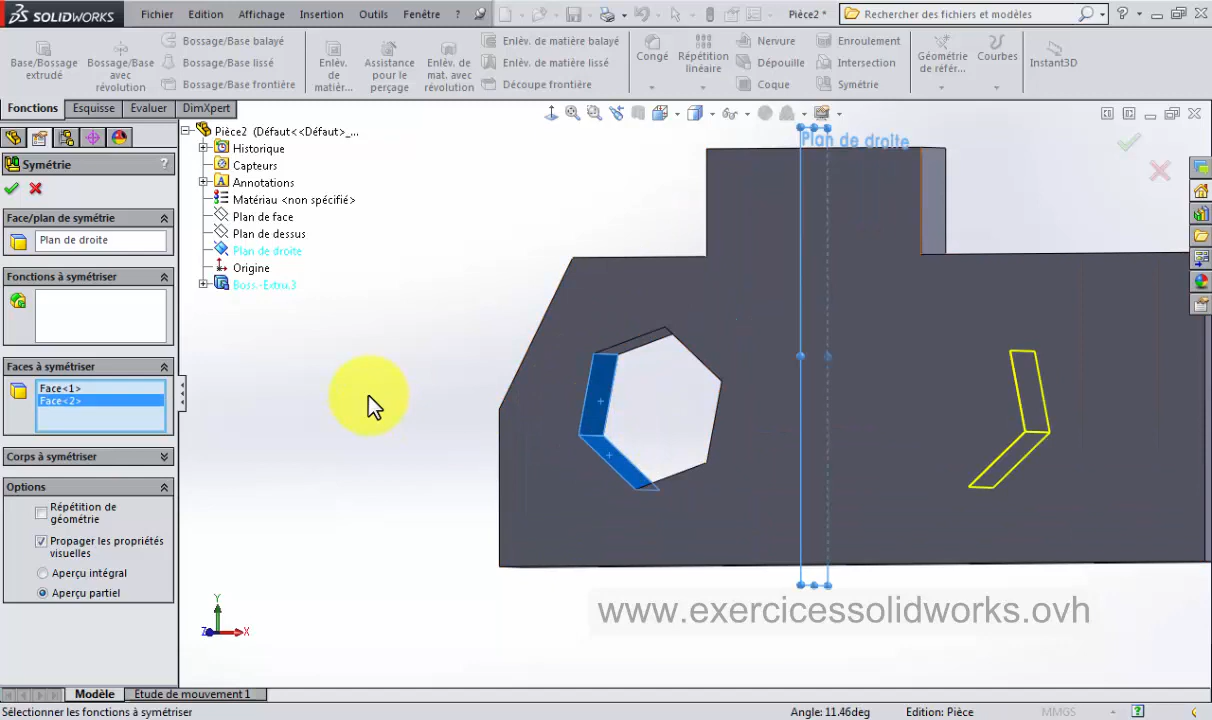 SOLIDWORKS
Fichier Edition Affichage Insertion Outils Fenêtre ?
Pièce2 *
Rechercher des fichiers et modèles
Base/Bossage extrudé
Bossage/Base avec révolution
Bossage/Base balayé
Bossage/Base lissé
Bossage/Base frontière
Enlèv. de matièr...
Assistance pour le perçage
Enlèv. de mat. avec révolution
Enlèv. de matière balayé
Enlèv. de matière lissé
Découpe frontière
Congé
Répétition linéaire
Nervure
Dépouille
Coque
Enroulement
Intersection
Symétrie
Géométrie de référ...
Courbes
Instant3D
Fonctions Esquisse Evaluer DimXpert
Symétrie ?
Face/plan de symétrie
Plan de droite
Fonctions à symétriser
Faces à symétriser
Face<1>
Face<2>
Corps à symétriser
Options
Répétition de géométrie
Propager les propriétés visuelles
Aperçu intégral
Aperçu partiel
Pièce2 (Défaut<<Défaut>_...
Historique
Capteurs
Annotations
Matériau <non spécifié>
Plan de face
Plan de dessus
Plan de droite
Origine
Boss.-Extru.3
Plan de droite
Y
Z X
www.exercicessolidworks.ovh
Modèle Etude de mouvement 1
Sélectionner les fonctions à symétriser
Angle: 11.46deg Edition: Pièce MMGS